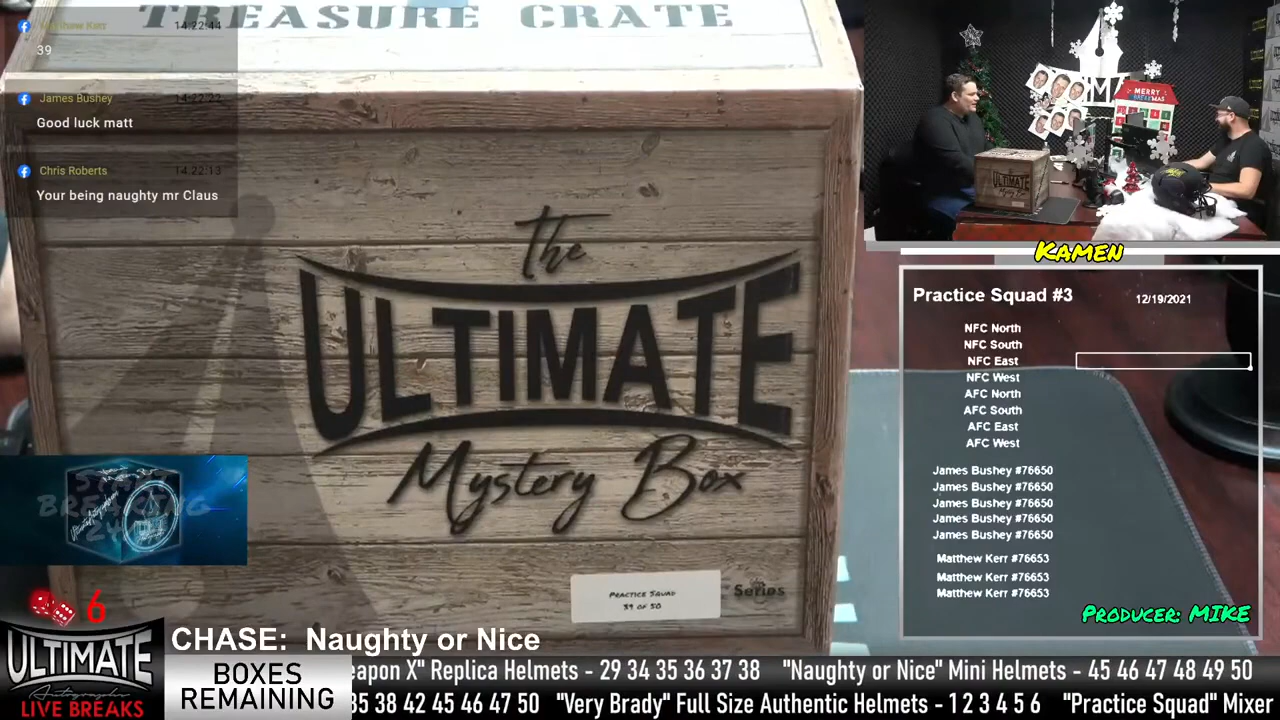 TREASURE CRATE
Matthew Kerr 14:22:44
39
James Bushey 14:22:22
Good luck matt
Chris Roberts 14:22:13
Your being naughty mr Claus
The
ULTIMATE
Mystery Box
PRACTICE SQUAD
39 OF 50
Series
MERRY
BREAKMAS
ULTIMATE
Mystery Box
KAMEN
Practice Squad #3 12/19/2021
NFC North
NFC South
NFC East
NFC West
AFC North
AFC South
AFC East
AFC West
James Bushey #76650
James Bushey #76650
James Bushey #76650
James Bushey #76650
James Bushey #76650
Matthew Kerr #76653
Matthew Kerr #76653
Matthew Kerr #76653
PRODUCER: MIKE
6
ULTIMATE
Autographs
LIVE BREAKS
CHASE: Naughty or Nice
BOXES
REMAINING
eapon X" Replica Helmets - 29 34 35 36 37 38 "Naughty or Nice" Mini Helmets - 45 46 47 48 49 50
35 38 42 45 46 47 50 "Very Brady" Full Size Authentic Helmets - 1 2 3 4 5 6 "Practice Squad" Mixer